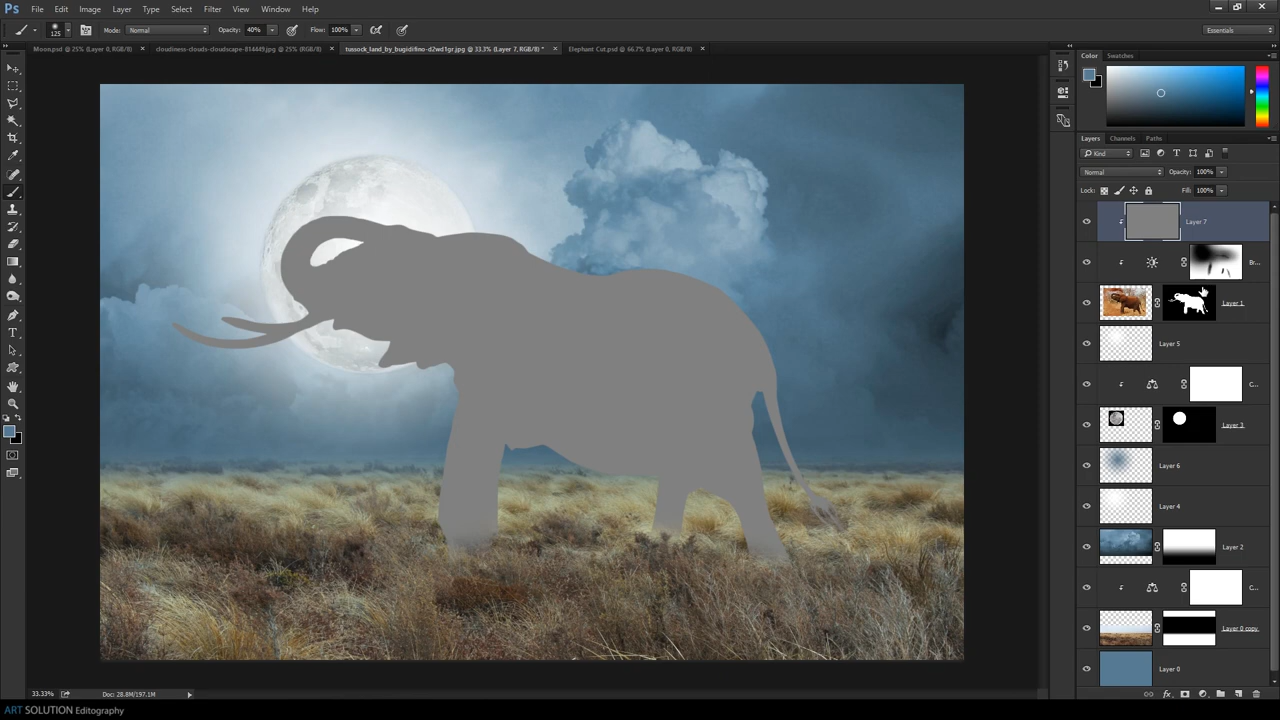 Ps File Edit Image Layer Type Select Filter View Window Help
125 Mode: Normal Opacity: 40% Flow: 100% Essentials
Moon.psd @ 25% (Layer 0, RGB/8) × cloudiness-clouds-cloudscape-814449.jpg @ 25% (RGB/8) × tussock_land_by_bugidifino-d2wd1gr.jpg @ 33.3% (Layer 7, RGB/8) * × Elephant Cut.psd @ 66.7% (Layer 0, RGB/8) ×
Color Swatches
Layers Channels Paths
Kind
Normal Opacity: 100%
Lock: Fill: 100%
Layer 7
Br...
Layer 1
Layer 5
C...
Layer 3
Layer 6
Layer 4
Layer 2
C...
Layer 0 copy
Layer 0
33.33% Doc: 28.8M/197.1M
ART SOLUTION Editography